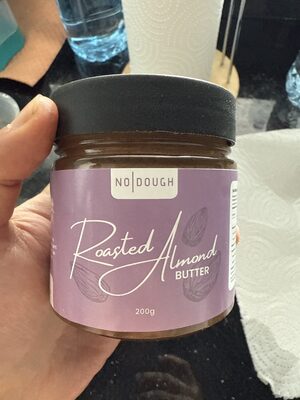 NO|DOUGH
Roasted Almond
BUTTER
200g